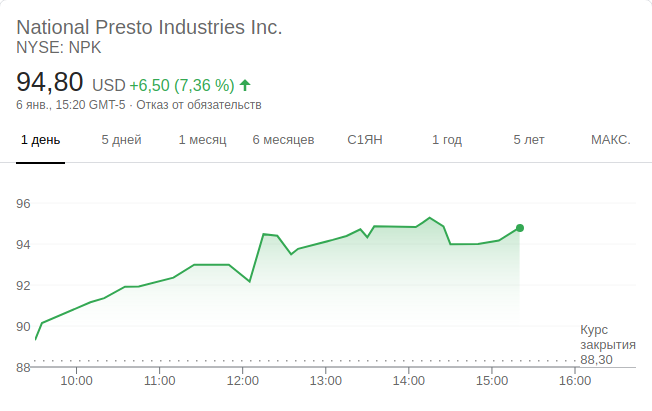 National Presto Industries Inc.
NYSE: NPK
94,80 USD +6,50 (7,36 %)
6 янв., 15:20 GMT-5 · Отказ от обязательств
1 день 5 дней 1 месяц 6 месяцев С1ЯН 1 год 5 лет МАКС.
96
94
92
90
88
Курс
закрытия
88,30
10:00 11:00 12:00 13:00 14:00 15:00 16:00